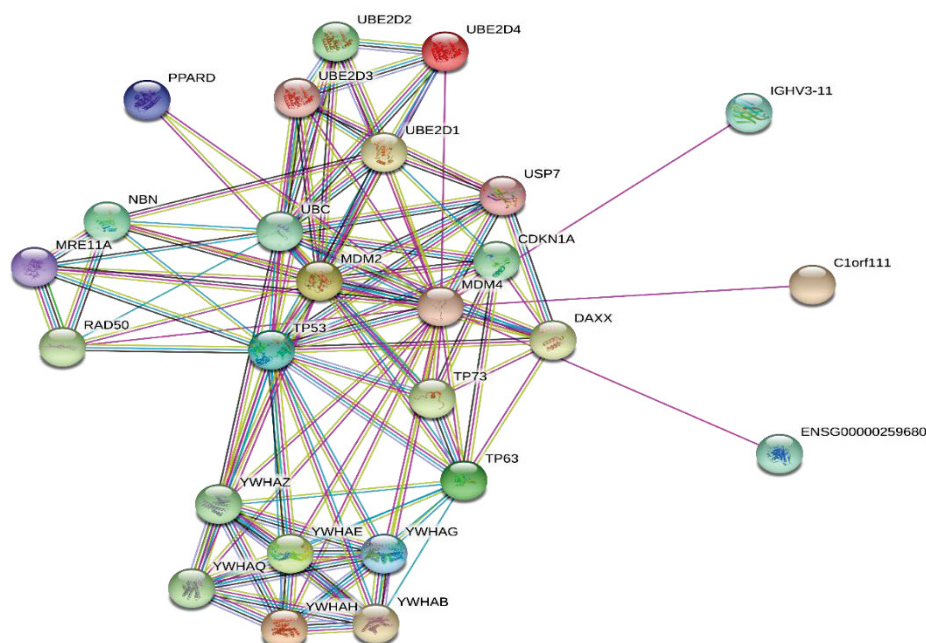 UBE2D2
UBE2D4
PPARD
UBE2D3
IGHV3-11
UBE2D1
USP7
NBN
UBC
CDKN1A
MRE11A
MDM2
C1orf111
MDM4
RAD50
TP53
DAXX
TP73
ENSG00000259680
TP63
YWHAZ
YWHAE
YWHAG
YWHAQ
YWHAH
YWHAB